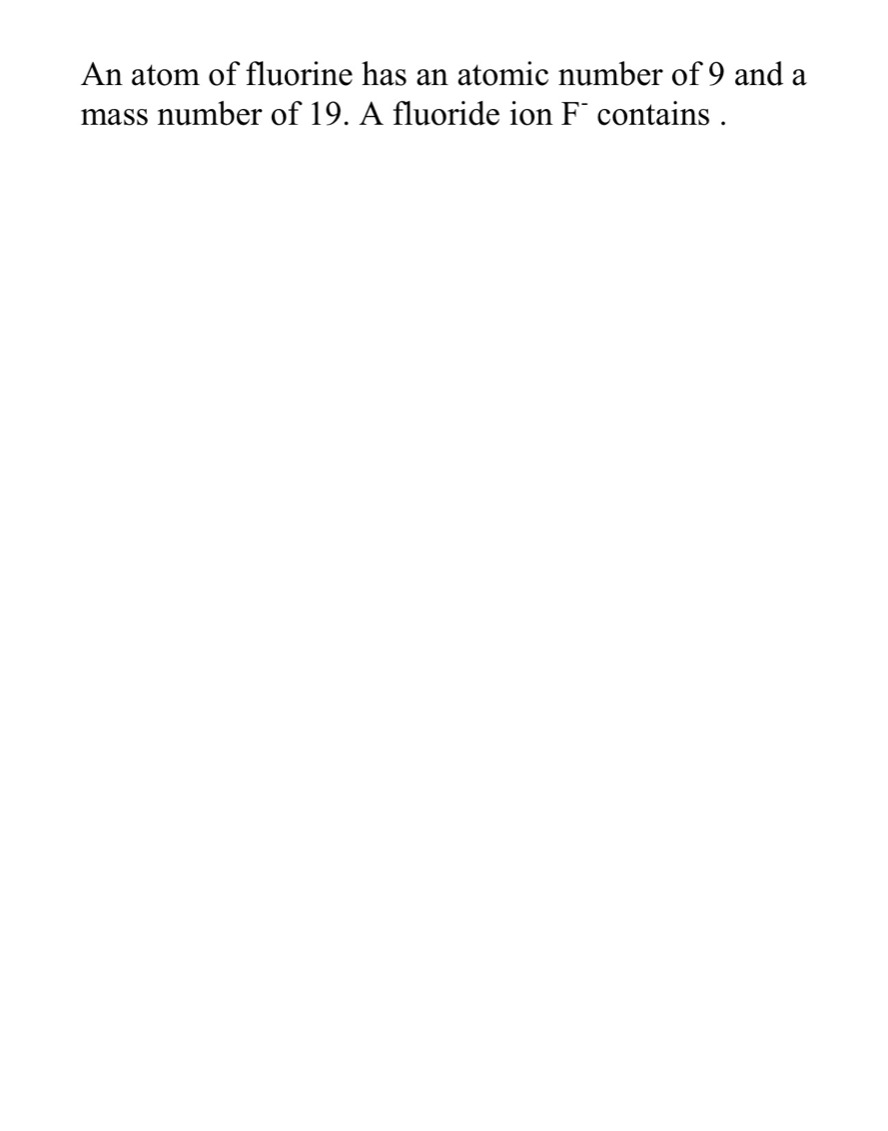 An atom of fluorine has an atomic number of 9 and a
mass number of 19. A fluoride ion F⁻ contains .